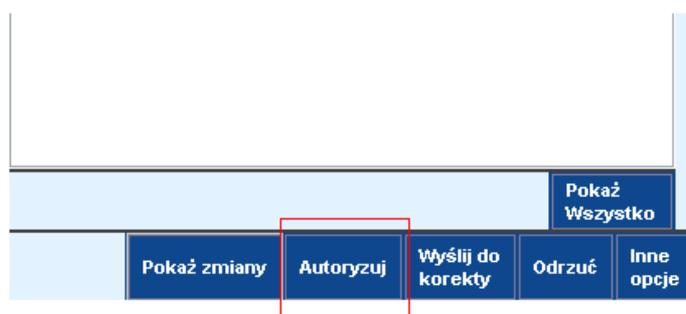 Pokaż
Wszystko
Pokaż zmiany
Autoryzuj
Wyślij do
korekty
Odrzuć
Inne
opcje